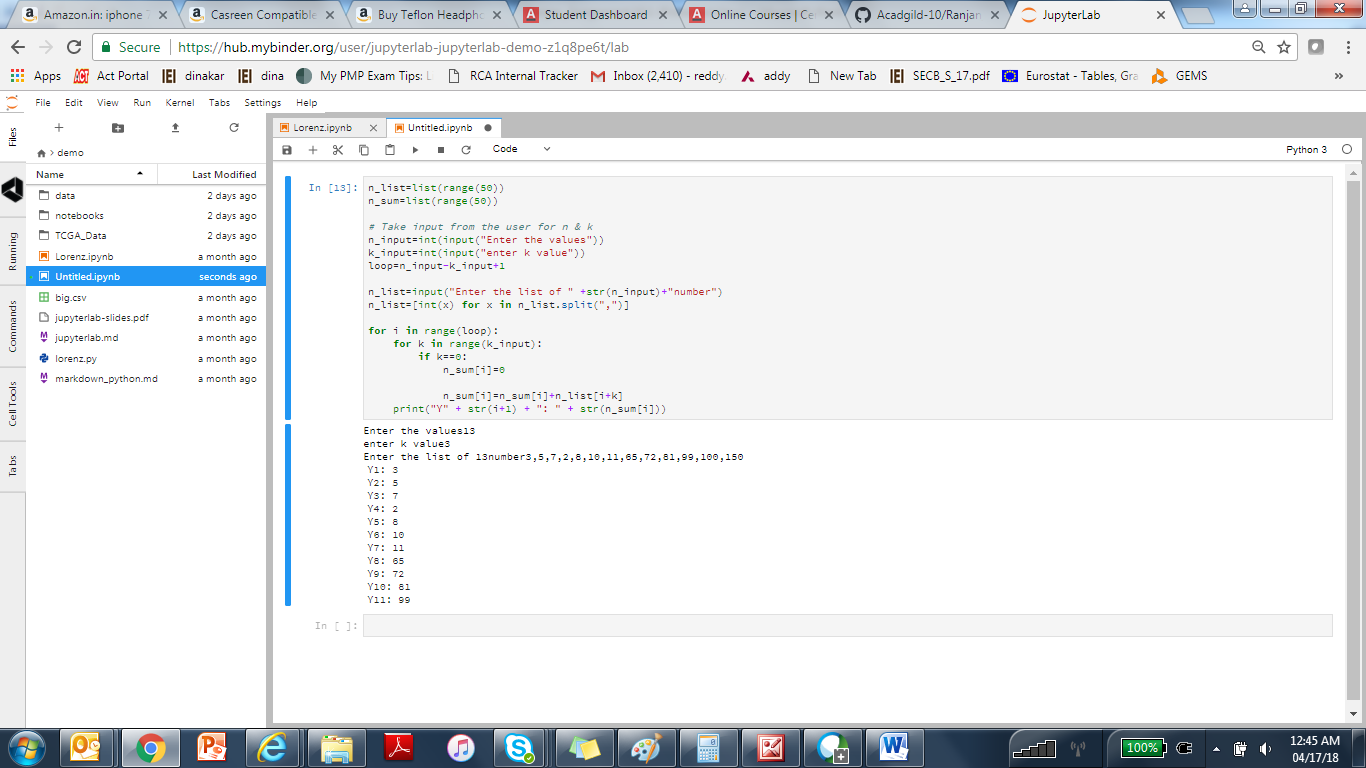 Amazon.in: iphone 7
Casreen Compatible
Buy Teflon Headpho
Student Dashboard
Online Courses | Cer
Acadgild-10/Ranjan
JupyterLab
Secure
https://hub.mybinder.org/user/jupyterlab-jupyterlab-demo-z1q8pe6t/lab
Apps
Act Portal
dinakar
dina
My PMP Exam Tips: L
RCA Internal Tracker
Inbox (2,410) - reddy
addy
New Tab
SECB_S_17.pdf
Eurostat - Tables, Gra
GEMS
»
File Edit View Run Kernel Tabs Settings Help
Files
Running
Commands
Cell Tools
Tabs
demo
Name Last Modified
data 2 days ago
notebooks 2 days ago
TCGA_Data 2 days ago
Lorenz.ipynb a month ago
Untitled.ipynb seconds ago
big.csv a month ago
jupyterlab-slides.pdf a month ago
jupyterlab.md a month ago
lorenz.py a month ago
markdown_python.md a month ago
Lorenz.ipynb
Untitled.ipynb
Code
Python 3
In [13]:
n_list=list(range(50))
n_sum=list(range(50))
# Take input from the user for n & k
n_input=int(input("Enter the values"))
k_input=int(input("enter k value"))
loop=n_input-k_input+1
n_list=input("Enter the list of " +str(n_input)+"number")
n_list=[int(x) for x in n_list.split(",")]
for i in range(loop):
    for k in range(k_input):
        if k==0:
            n_sum[i]=0
            n_sum[i]=n_sum[i]+n_list[i+k]
    print("Y" + str(i+1) + ": " + str(n_sum[i]))
Enter the values13
enter k value3
Enter the list of 13number3,5,7,2,8,10,11,65,72,81,99,100,150
Y1: 3
Y2: 5
Y3: 7
Y4: 2
Y5: 8
Y6: 10
Y7: 11
Y8: 65
Y9: 72
Y10: 81
Y11: 99
In [ ]:
100%
12:45 AM
04/17/18